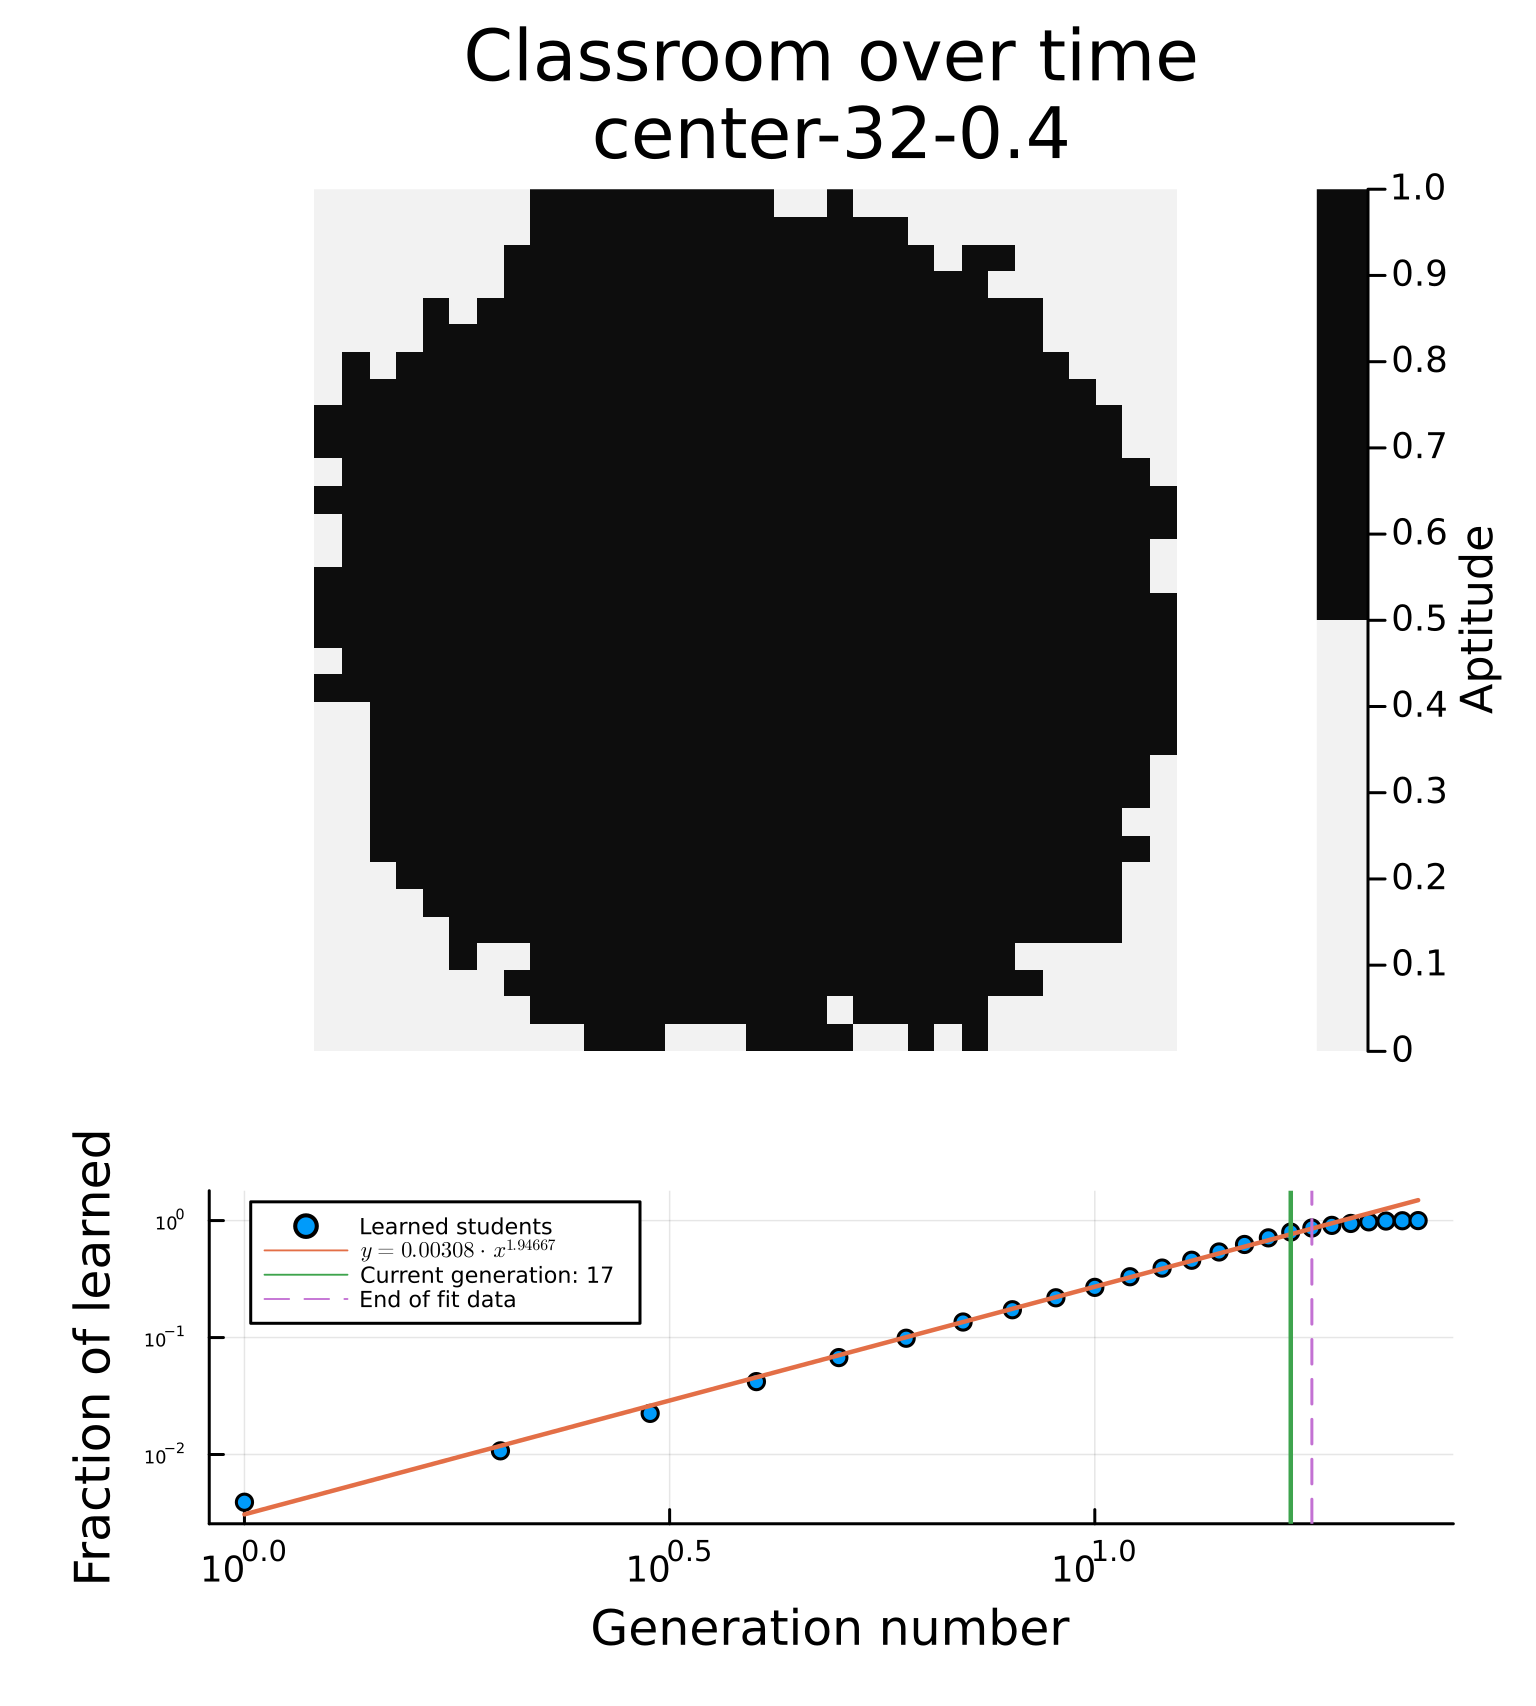 Classroom over time
center-32-0.4
1.0
0.9
0.8
0.7
0.6
0.5
0.4
0.3
0.2
0.1
0
Aptitude
Fraction of learned
10⁰
10⁻¹
10⁻²
Learned students
y = 0.00308 · x^1.94667
Current generation: 17
End of fit data
10^0.0
10^0.5
10^1.0
Generation number